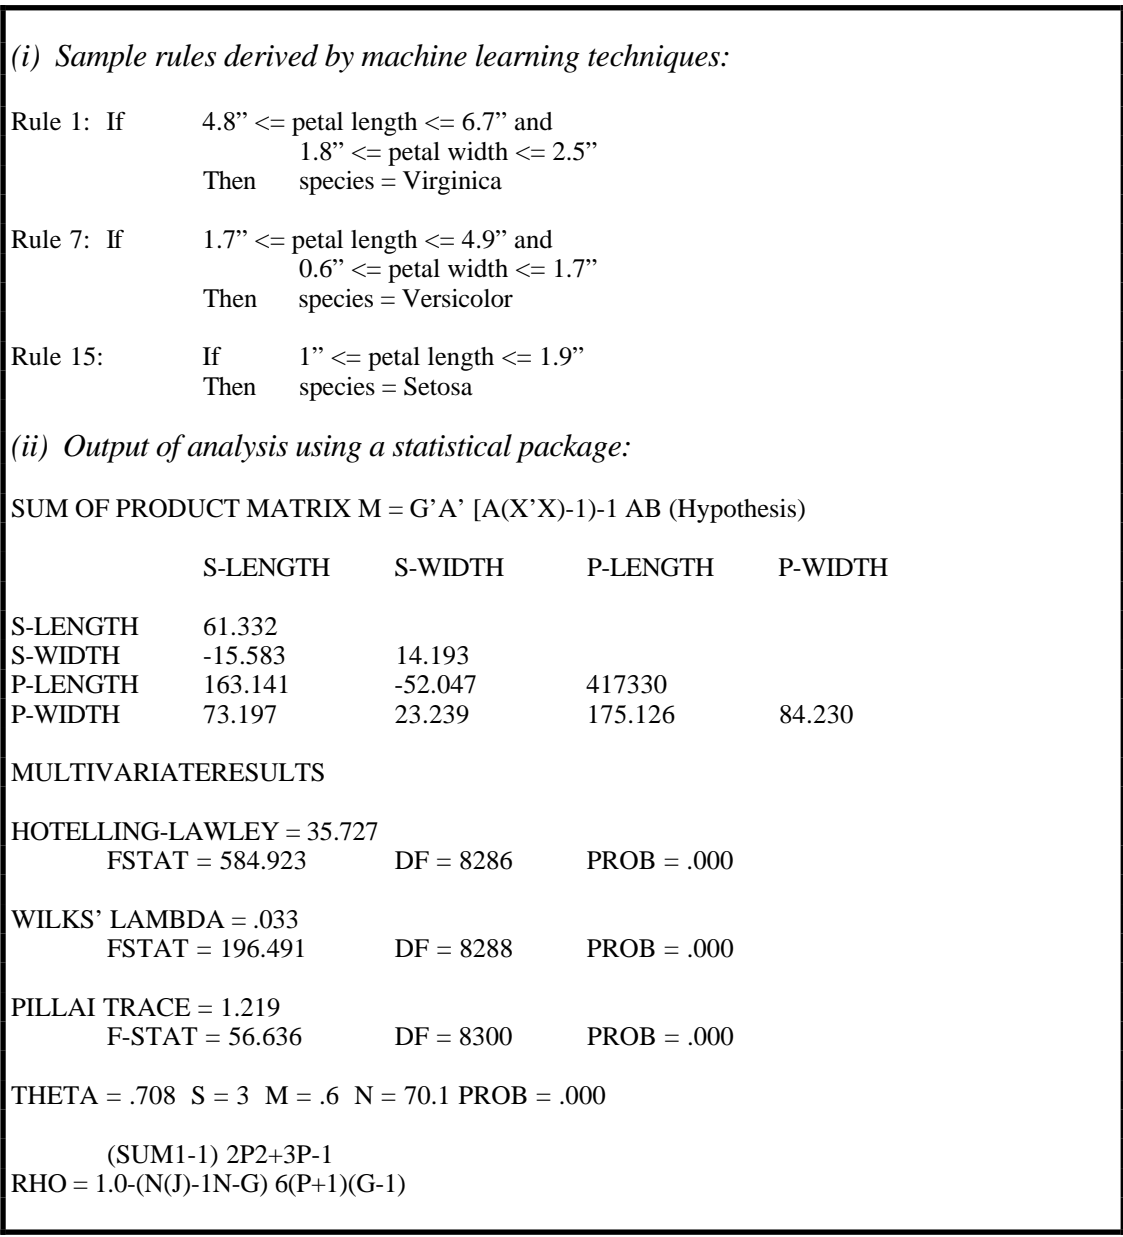 (i) Sample rules derived by machine learning techniques:
Rule 1: If 4.8” <= petal length <= 6.7” and
1.8” <= petal width <= 2.5”
Then species = Virginica
Rule 7: If 1.7” <= petal length <= 4.9” and
0.6” <= petal width <= 1.7”
Then species = Versicolor
Rule 15: If 1” <= petal length <= 1.9”
Then species = Setosa
(ii) Output of analysis using a statistical package:
SUM OF PRODUCT MATRIX M = G’A’ [A(X’X)-1)-1 AB (Hypothesis)
S-LENGTH S-WIDTH P-LENGTH P-WIDTH
S-LENGTH 61.332
S-WIDTH -15.583 14.193
P-LENGTH 163.141 -52.047 417330
P-WIDTH 73.197 23.239 175.126 84.230
MULTIVARIATERESULTS
HOTELLING-LAWLEY = 35.727
FSTAT = 584.923 DF = 8286 PROB = .000
WILKS’ LAMBDA = .033
FSTAT = 196.491 DF = 8288 PROB = .000
PILLAI TRACE = 1.219
F-STAT = 56.636 DF = 8300 PROB = .000
THETA = .708 S = 3 M = .6 N = 70.1 PROB = .000
(SUM1-1) 2P2+3P-1
RHO = 1.0-(N(J)-1N-G) 6(P+1)(G-1)